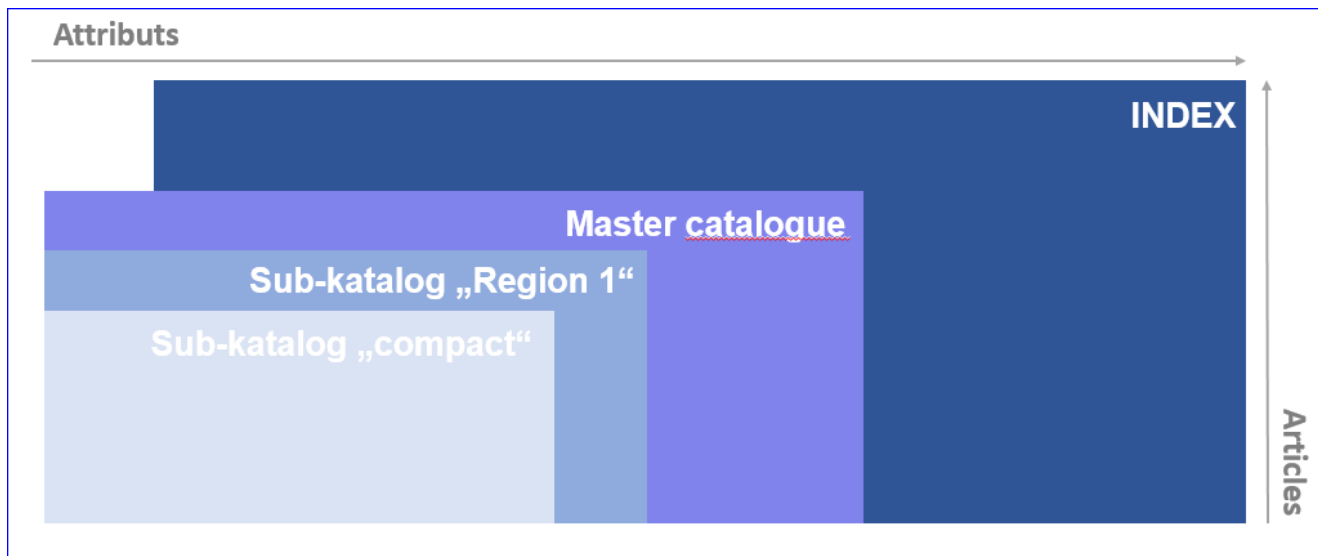 Attributs
INDEX
Master catalogue
Sub-katalog „Region 1“
Sub-katalog „compact“
Articles